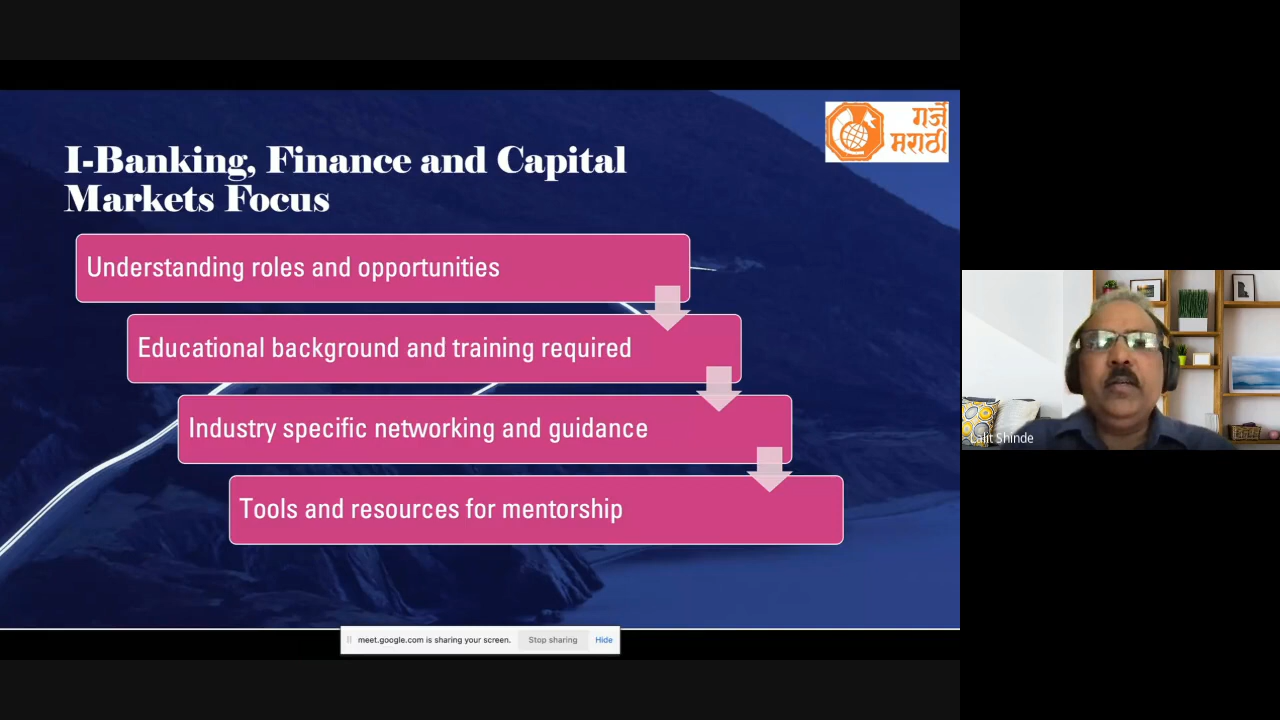 गर्जे
मराठी
I-Banking, Finance and Capital
Markets Focus
Understanding roles and opportunities
Educational background and training required
Industry specific networking and guidance
Tools and resources for mentorship
Lalit Shinde
meet.google.com is sharing your screen. Stop sharing Hide